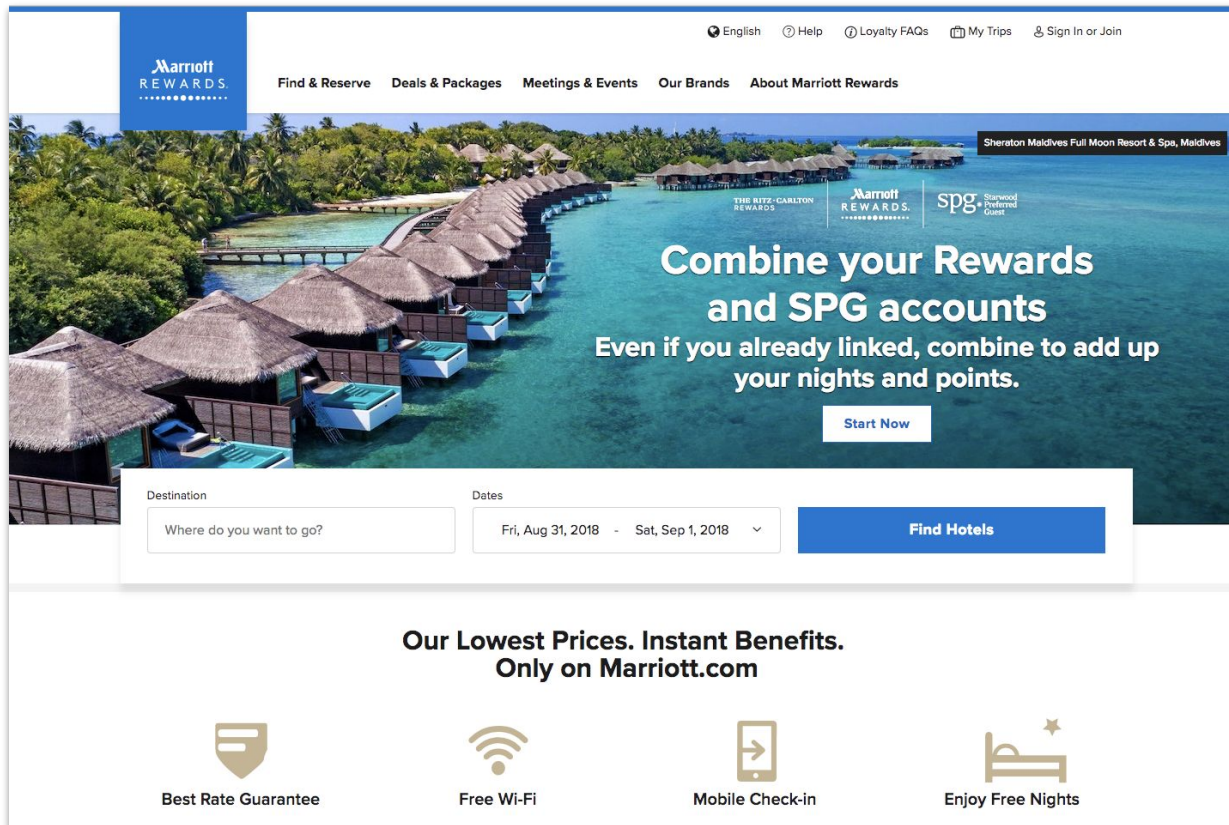 English
Help
Loyalty FAQs
My Trips
Sign In or Join
Marriott
REWARDS.
Find & Reserve
Deals & Packages
Meetings & Events
Our Brands
About Marriott Rewards
Sheraton Maldives Full Moon Resort & Spa, Maldives
THE RITZ-CARLTON
REWARDS
Marriott
REWARDS.
spg.
Starwood
Preferred
Guest
Combine your Rewards
and SPG accounts
Even if you already linked, combine to add up
your nights and points.
Start Now
Destination
Where do you want to go?
Dates
Fri, Aug 31, 2018 - Sat, Sep 1, 2018
Find Hotels
Our Lowest Prices. Instant Benefits.
Only on Marriott.com
Best Rate Guarantee
Free Wi-Fi
Mobile Check-in
Enjoy Free Nights